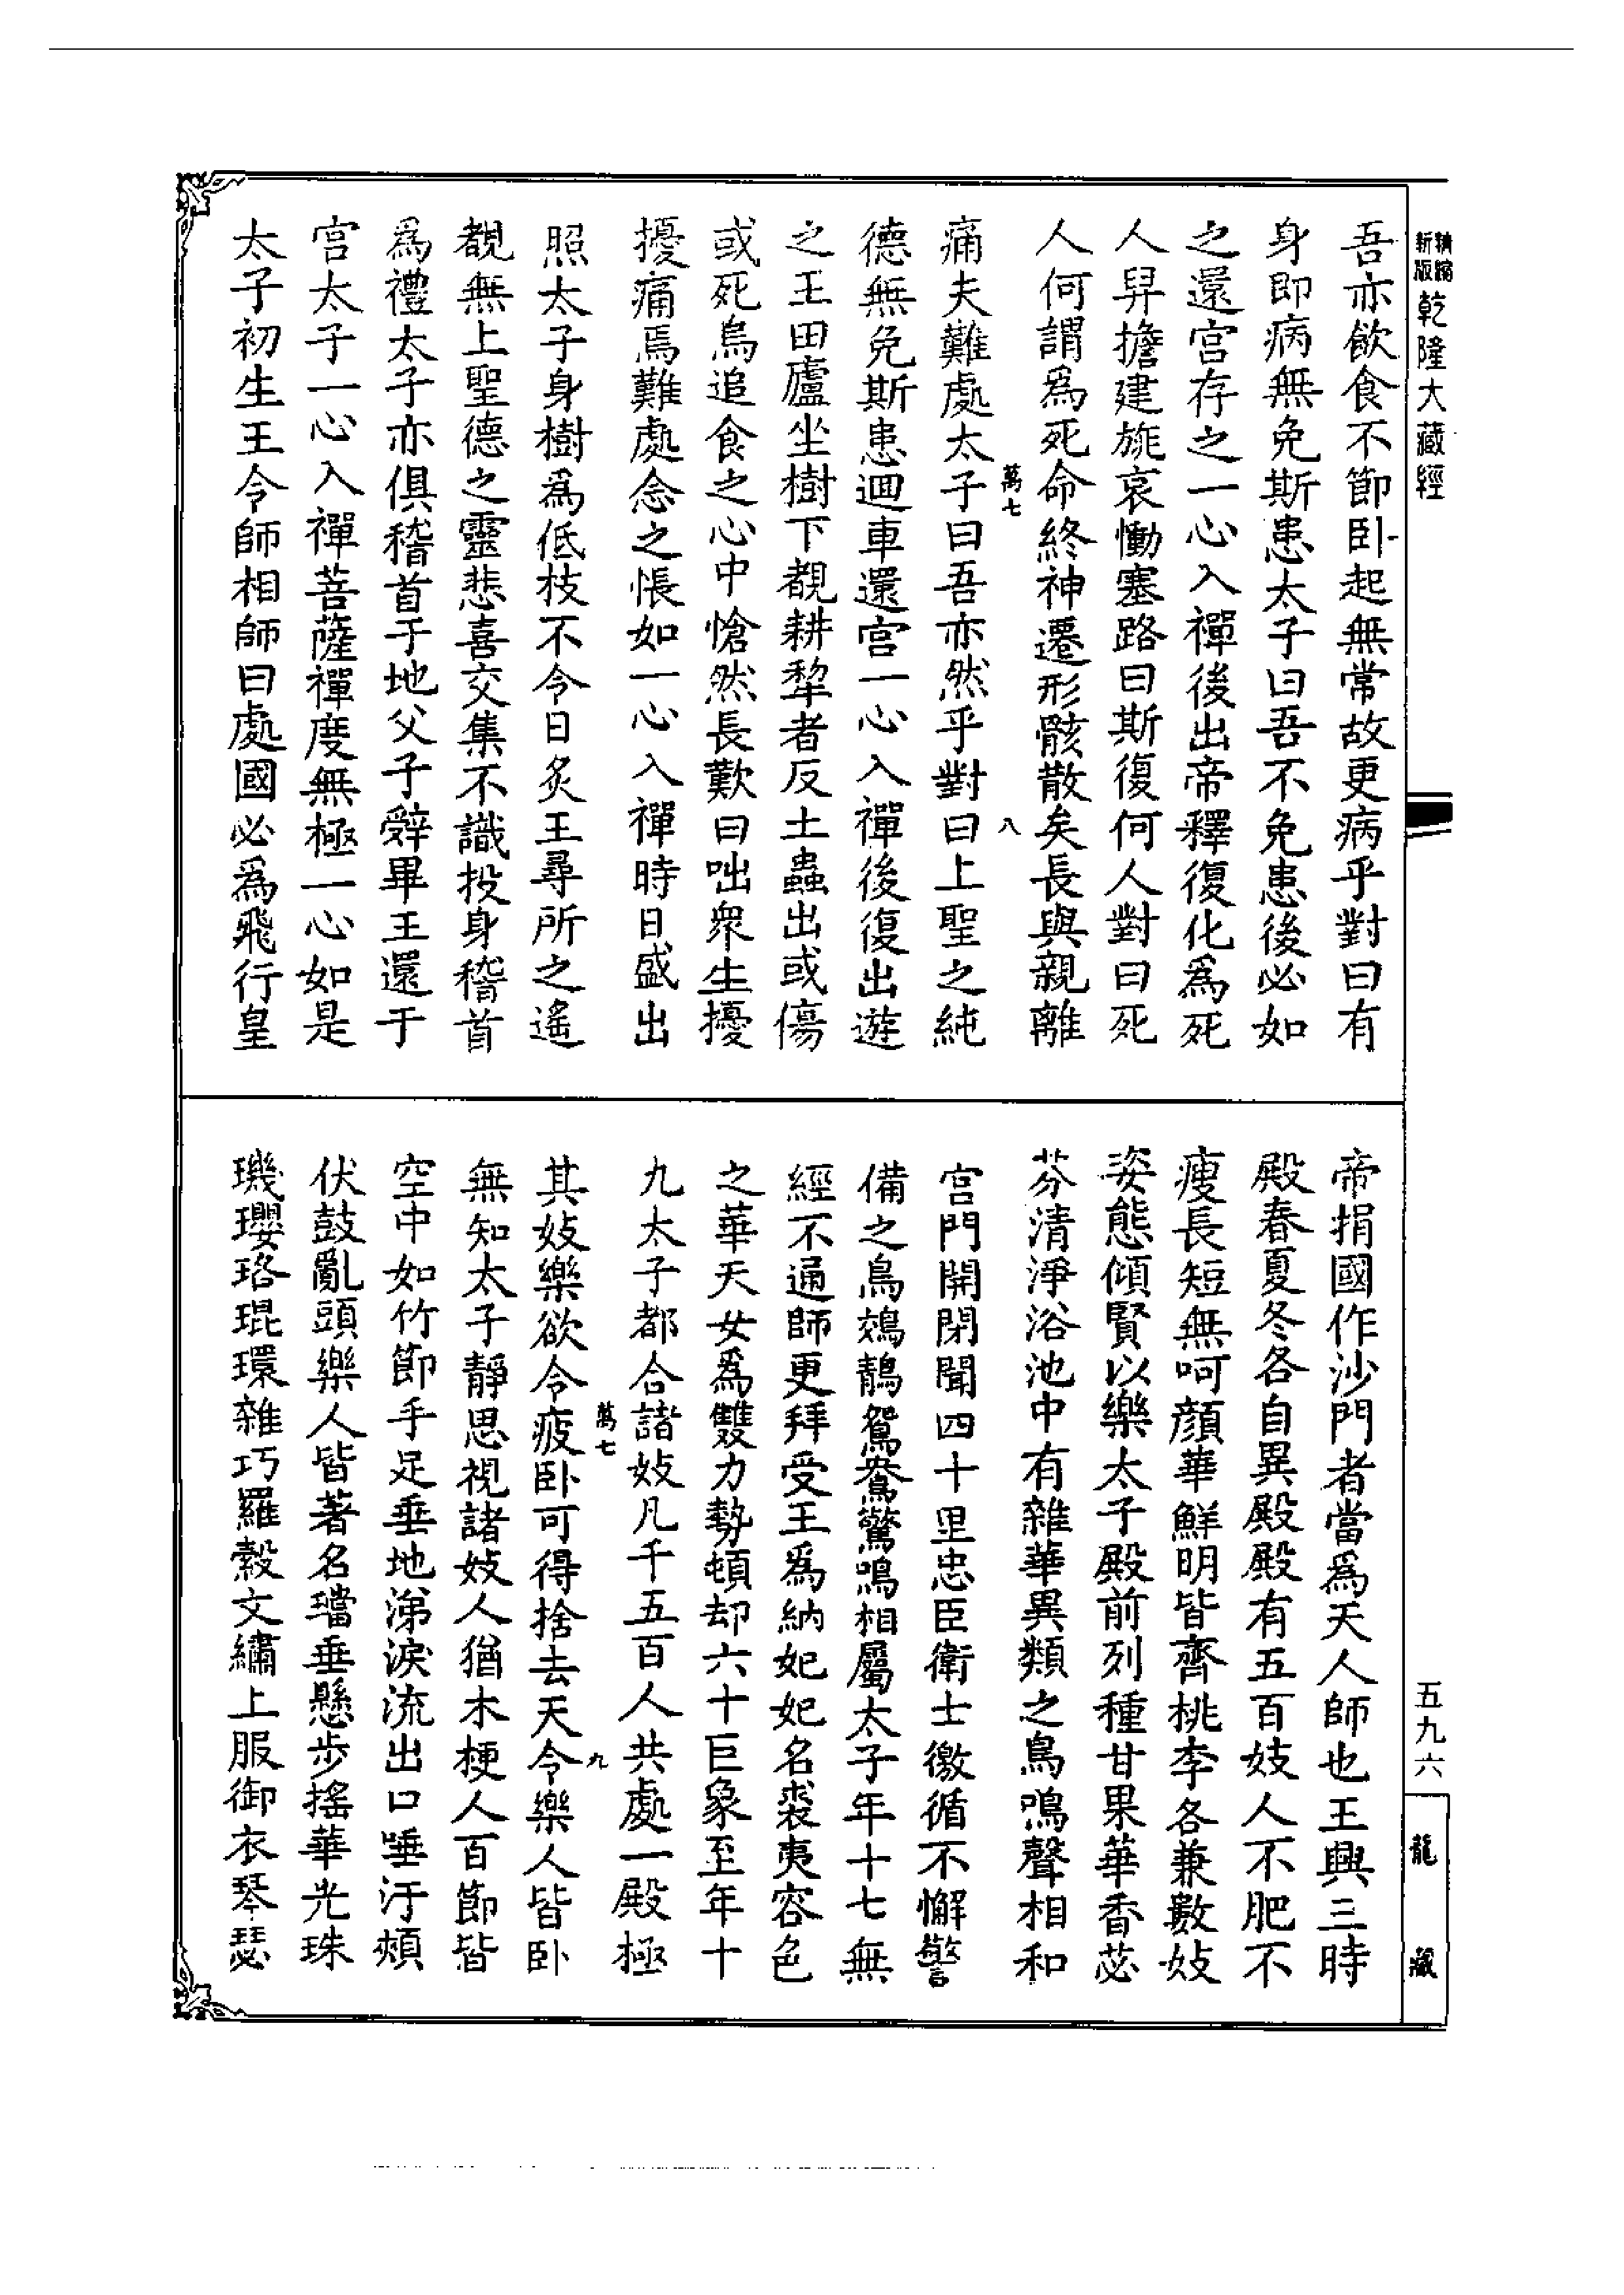 精縮新版乾隆大藏經
吾亦飲食不節卧起無常故更病乎對曰有
身即病無免斯患太子曰吾不免患後必如
之還宫存之一心入禪後出帝釋復化為死
人舁擔建旐哀慟塞路曰斯復何人對曰死
人何謂為死命終神遷形骸散矣長與親離
萬七
八
痛夫難處太子曰吾亦然乎對曰上聖之純
德無免斯患迴車還宫一心入禪後復出遊
之王田廬坐樹下覩耕犂者反土蟲出或傷
或死烏追食之心中愴然長歎曰咄衆生擾
擾痛焉難處念之悵如一心入禪時日盛出
照太子身樹為低枝不令日炙王尋所之遙
覩無上聖德之靈悲喜交集不識投身稽首
為禮太子亦俱稽首于地父子辭畢王還于
宫太子一心入禪菩薩禪度無極一心如是
太子初生王令師相師曰處國必為飛行皇
帝捐國作沙門者當為天人師也王興三時
殿春夏冬各自異殿殿有五百妓人不肥不
瘦長短無呵顏華鮮明皆齊桃李各兼數妓
姿態傾賢以樂太子殿前列種甘果華香苾
芬清淨浴池中有雜華異類之鳥鳴聲相和
宫門開閉聞四十里忠臣衛士徼循不懈警
備之鳥鵁鶄鴛鴦驚鳴相屬太子年十七無
經不通師更拜受王為納妃妃名裘夷容色
之華天女為雙力勢頓却六十巨象至年十
九太子都合諸妓凡千五百人共處一殿極
萬七
九
其妓樂欲令疲卧可得捨去天令樂人皆卧
無知太子靜思視諸妓人猶木梗人百節皆
空中如竹節手足垂地涕淚流出口唾汙頰
伏鼓亂頭樂人皆著名璫垂懸步搖華光珠
璣瓔珞琨環雜巧羅縠文繡上服御衣琴瑟
五九六
龍藏